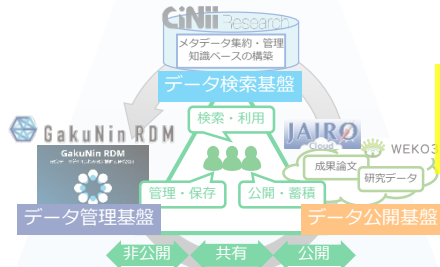 CiNii Research
メタデータ集約・管理
知識ベースの構築
データ検索基盤
検索・利用
GakuNin RDM
GakuNin RDM
JAIRO
Cloud
WEKO3
成果論文
研究データ
管理・保存
公開・蓄積
データ管理基盤
データ公開基盤
非公開
共有
公開